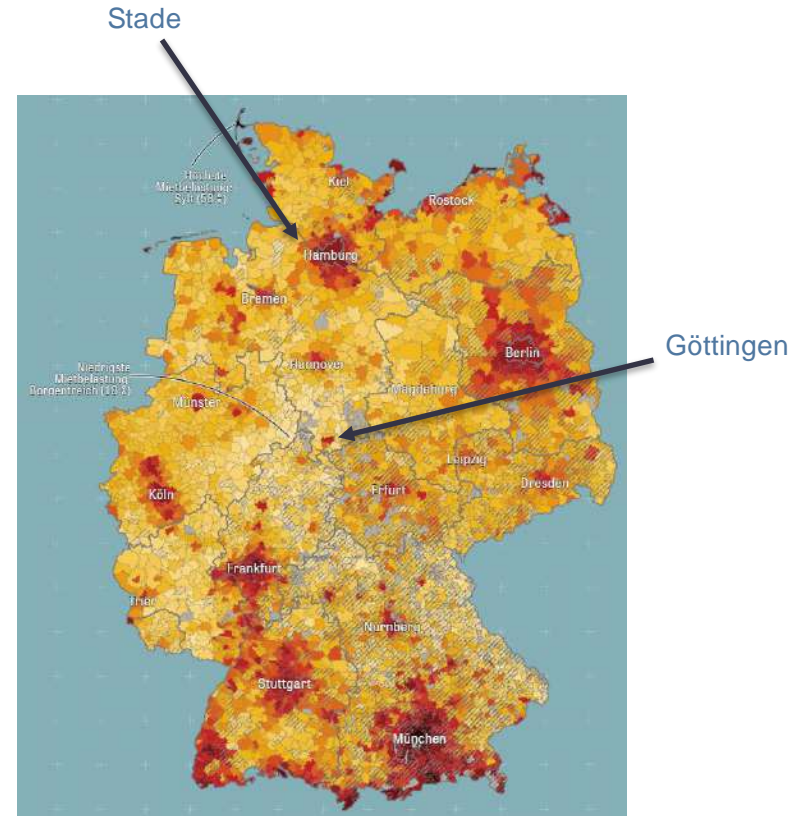 Stade
Höchste
Mietbelastung:
Sylt (58 %)
Kiel
Rostock
Hamburg
Bremen
Niedrigste
Mietbelastung:
Borgentreich (18 %)
Hannover
Berlin
Göttingen
Magdeburg
Münster
Leipzig
Köln
Erfurt
Dresden
Frankfurt
Trier
Nürnberg
Stuttgart
München